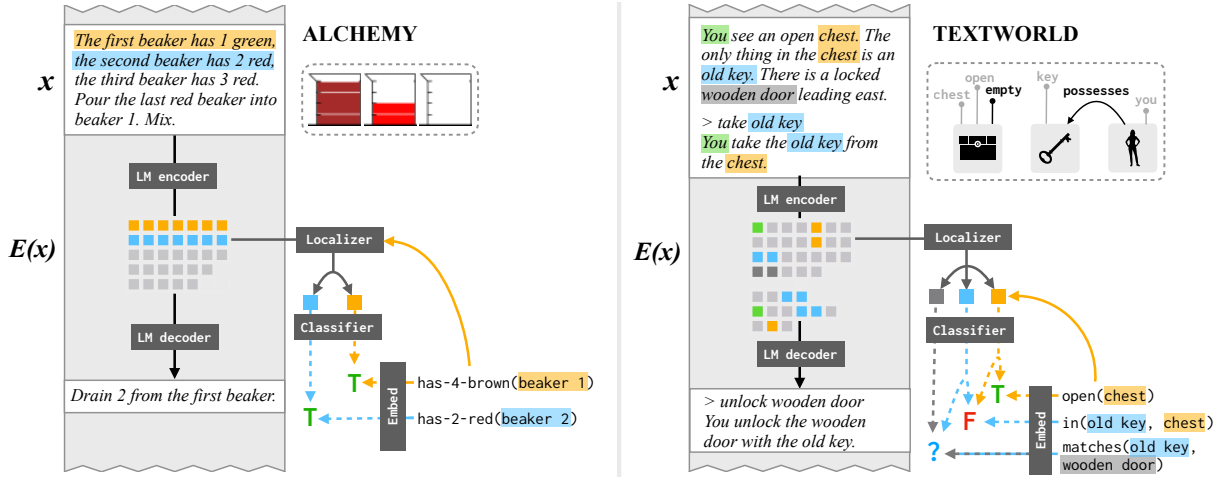 ALCHEMY
x
The first beaker has 1 green,
the second beaker has 2 red,
the third beaker has 3 red.
Pour the last red beaker into
beaker 1. Mix.
LM encoder
E(x)
Localizer
Classifier
LM decoder
T
has-4-brown(beaker 1)
T
has-2-red(beaker 2)
Embed
Drain 2 from the first beaker.
TEXTWORLD
x
You see an open chest. The
only thing in the chest is an
old key. There is a locked
wooden door leading east.
> take old key
You take the old key from
the chest.
open
chest
empty
key
possesses
you
LM encoder
E(x)
Localizer
Classifier
LM decoder
T
open(chest)
F
in(old key, chest)
?
matches(old key,
wooden door)
Embed
> unlock wooden door
You unlock the wooden
door with the old key.